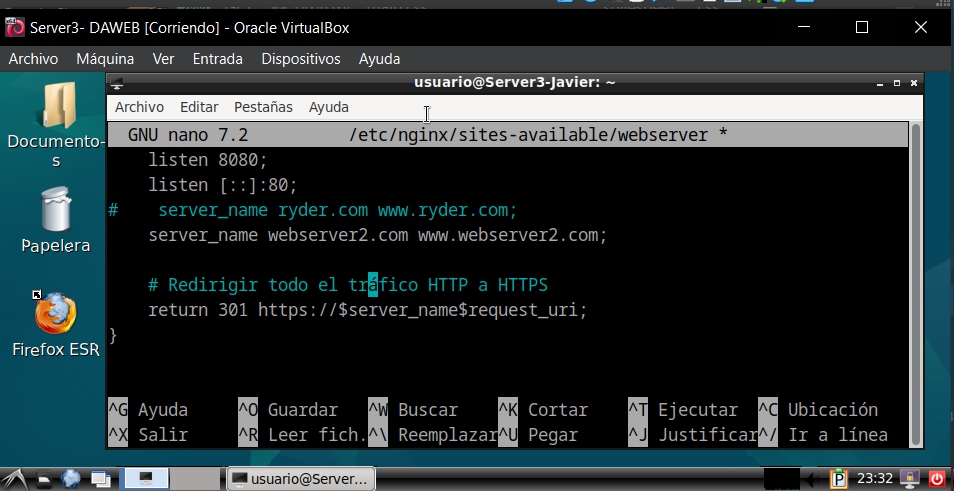 Server3- DAWEB [Corriendo] - Oracle VirtualBox
Archivo Máquina Ver Entrada Dispositivos Ayuda
usuario@Server3-Javier: ~
Archivo Editar Pestañas Ayuda
GNU nano 7.2 /etc/nginx/sites-available/webserver *
listen 8080;
listen [::]:80;
# server_name ryder.com www.ryder.com;
server_name webserver2.com www.webserver2.com;
# Redirigir todo el tráfico HTTP a HTTPS
return 301 https://$server_name$request_uri;
}
^G Ayuda ^O Guardar ^W Buscar ^K Cortar ^T Ejecutar ^C Ubicación
^X Salir ^R Leer fich. ^\ Reemplazar ^U Pegar ^J Justificar ^/ Ir a línea
Documento-
s
Papelera
Firefox ESR
usuario@Server...
23:32